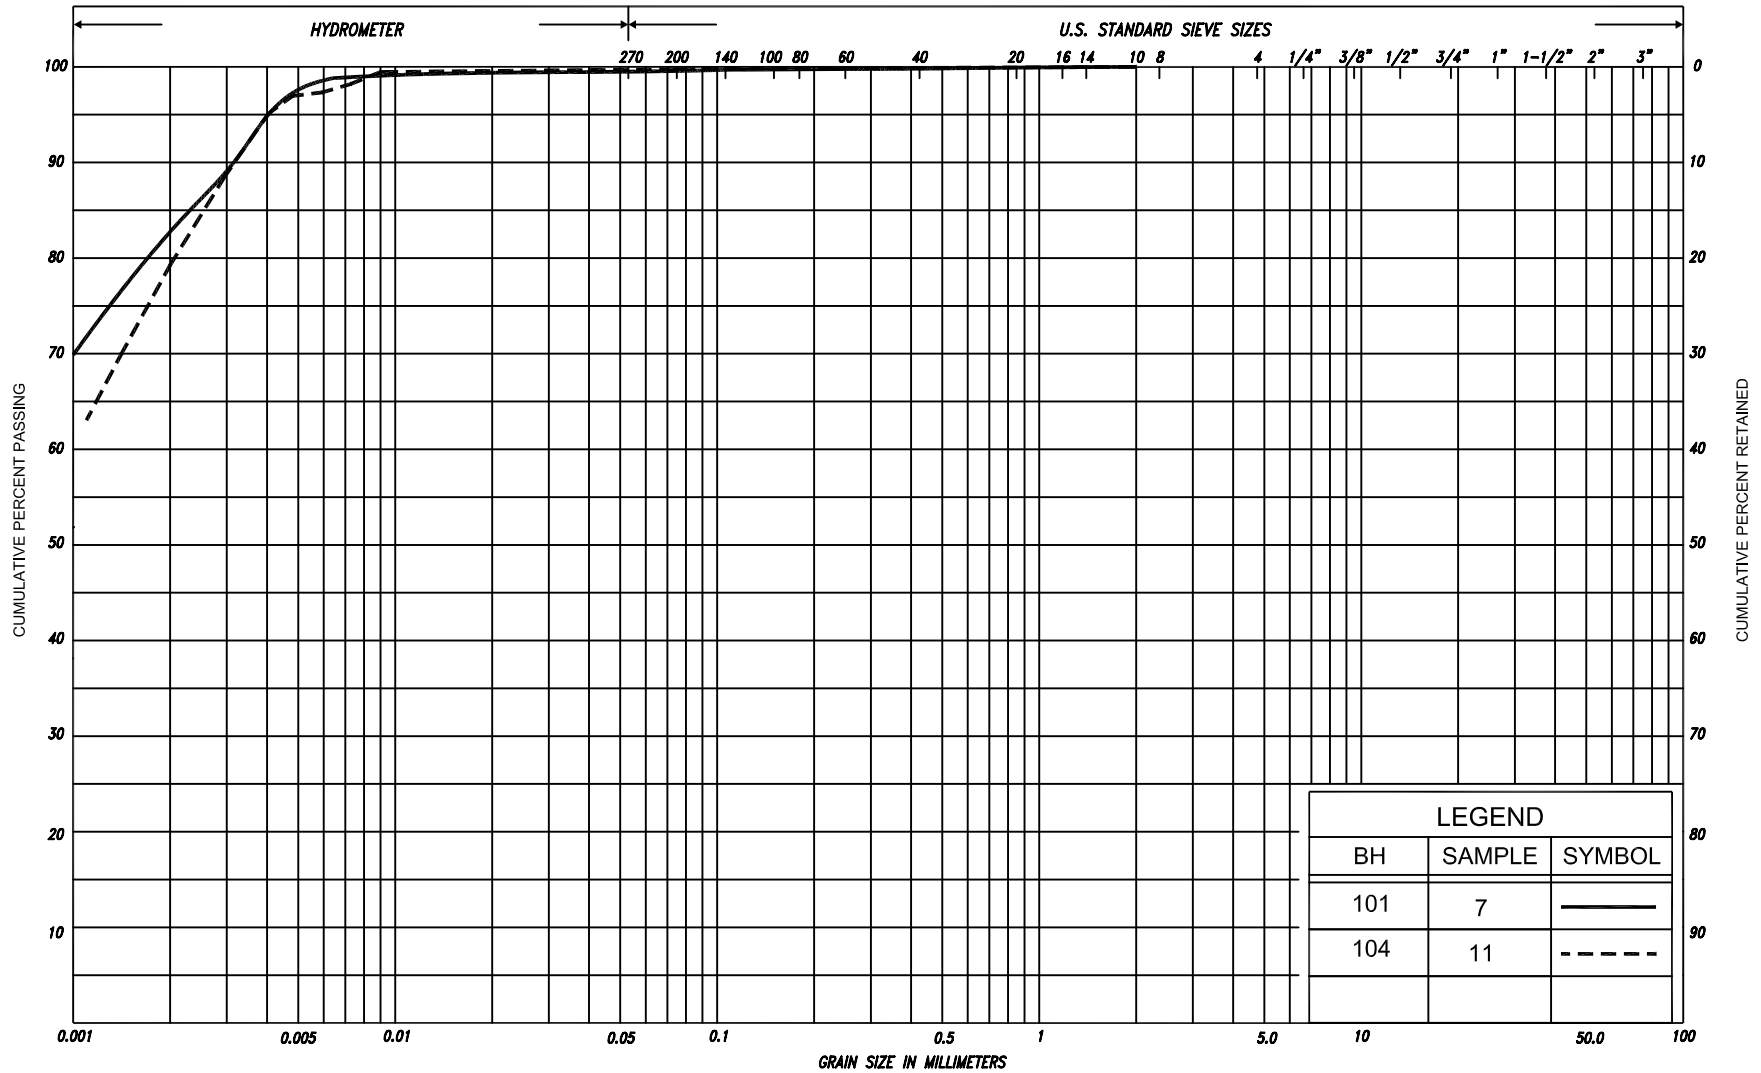 HYDROMETER U.S. STANDARD SIEVE SIZES
270 200 140 100 80 60 40 20 16 14 10 8 4 1/4" 3/8" 1/2" 3/4" 1" 1-1/2" 2" 3"
100 0
90 10
80 20
70 30
60 40
50 50
40 60
30 70
20 80
10 90
CUMULATIVE PERCENT PASSING
CUMULATIVE PERCENT RETAINED
LEGEND
BH SAMPLE SYMBOL
101 7
104 11
0.001 0.005 0.01 0.05 0.1 0.5 1 5.0 10 50.0 100
GRAIN SIZE IN MILLIMETERS